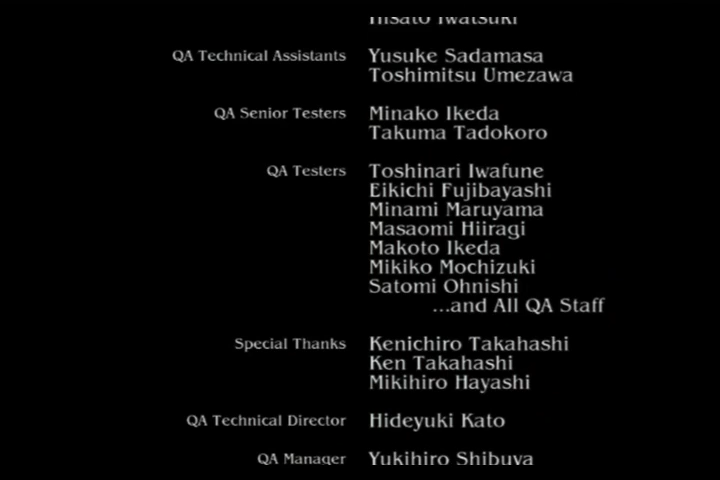 Hisato Iwatsuki
QA Technical Assistants Yusuke Sadamasa
Toshimitsu Umezawa
QA Senior Testers Minako Ikeda
Takuma Tadokoro
QA Testers Toshinari Iwafune
Eikichi Fujibayashi
Minami Maruyama
Masaomi Hiiragi
Makoto Ikeda
Mikiko Mochizuki
Satomi Ohnishi
...and All QA Staff
Special Thanks Kenichiro Takahashi
Ken Takahashi
Mikihiro Hayashi
QA Technical Director Hideyuki Kato
QA Manager Yukihiro Shibuya